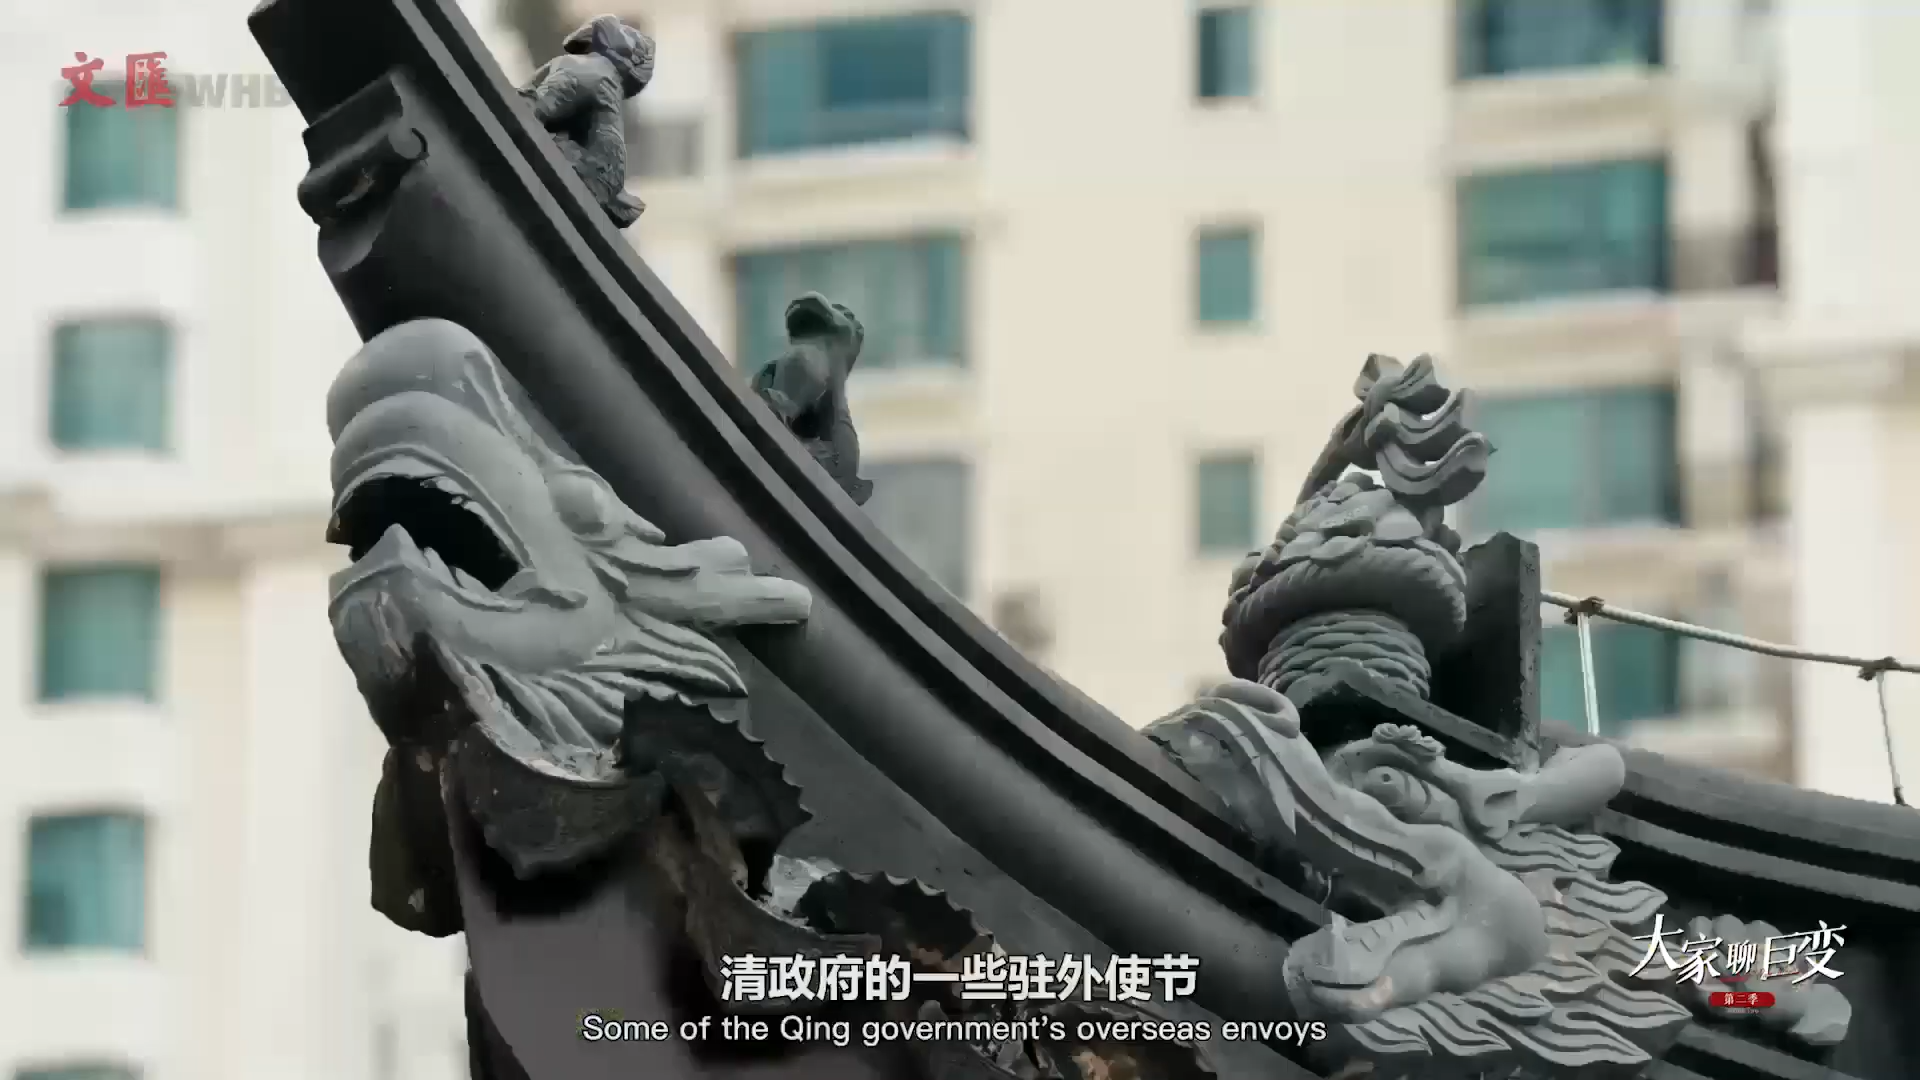 文匯 WHB
清政府的一些驻外使节
Some of the Qing government's overseas envoys
大家聊巨变
第二季